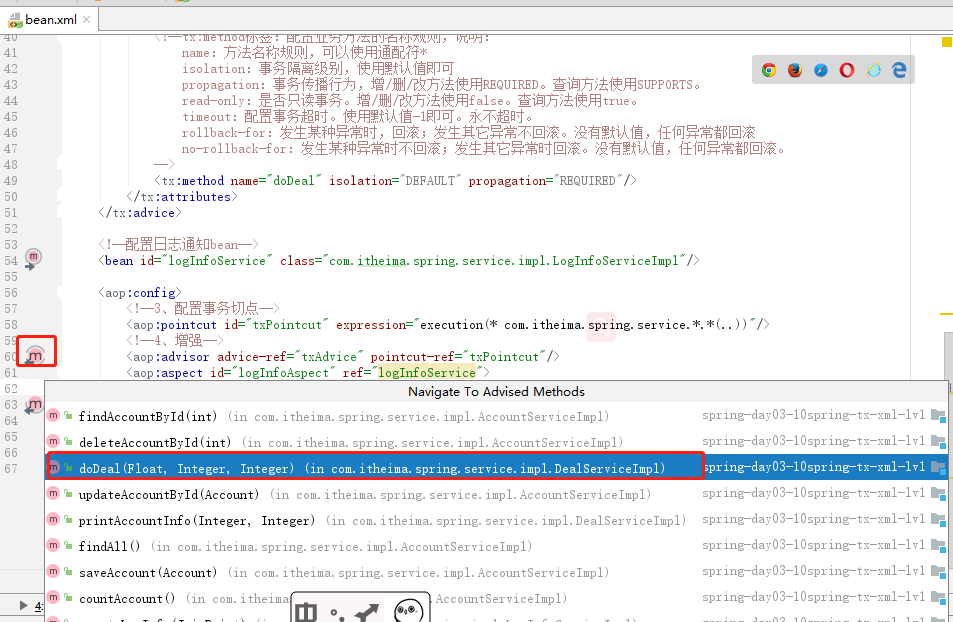 bean.xml
40 <!—tx:method标签: 配置业务方法的名称规则, 说明:
41 name: 方法名称规则, 可以使用通配符*
42 isolation: 事务隔离级别, 使用默认值即可
43 propagation: 事务传播行为, 增/删/改方法使用REQUIRED。查询方法使用SUPPORTS。
44 read-only: 是否只读事务。增/删/改方法使用false。查询方法使用true。
45 timeout: 配置事务超时。使用默认值-1即可。永不超时。
46 rollback-for: 发生某种异常时, 回滚; 发生其它异常不回滚。没有默认值, 任何异常都回滚
47 no-rollback-for: 发生某种异常时不回滚; 发生其它异常时回滚。没有默认值, 任何异常都回滚。
48 —>
49 <tx:method name="doDeal" isolation="DEFAULT" propagation="REQUIRED"/>
50 </tx:attributes>
51 </tx:advice>
52
53 <!—配置日志通知bean—>
54 <bean id="logInfoService" class="com.itheima.spring.service.impl.LogInfoServiceImpl"/>
55
56 <aop:config>
57 <!—3、配置事务切点—>
58 <aop:pointcut id="txPointcut" expression="execution(* com.itheima.spring.service.*.*(..))"/>
59 <!—4、增强—>
60 <aop:advisor advice-ref="txAdvice" pointcut-ref="txPointcut"/>
61 <aop:aspect id="logInfoAspect" ref="logInfoService">
62 Navigate To Advised Methods
63 findAccountById(int) (in com.itheima.spring.service.impl.AccountServiceImpl) spring-day03-10spring-tx-xml-lv1
64 deleteAccountById(int) (in com.itheima.spring.service.impl.AccountServiceImpl) spring-day03-10spring-tx-xml-lv1
65
66 doDeal(Float, Integer, Integer) (in com.itheima.spring.service.impl.DealServiceImpl) spring-day03-10spring-tx-xml-lv1
67
updateAccountById(Account) (in com.itheima.spring.service.impl.AccountServiceImpl) spring-day03-10spring-tx-xml-lv1
printAccountInfo(Integer, Integer) (in com.itheima.spring.service.impl.DealServiceImpl) spring-day03-10spring-tx-xml-lv1
findAll() (in com.itheima.spring.service.impl.AccountServiceImpl) spring-day03-10spring-tx-xml-lv1
saveAccount(Account) (in com.itheima.spring.service.impl.AccountServiceImpl) spring-day03-10spring-tx-xml-lv1
4: countAccount() (in com.itheima AccountServiceImpl) spring-day03-10spring-tx-xml-lv1
中